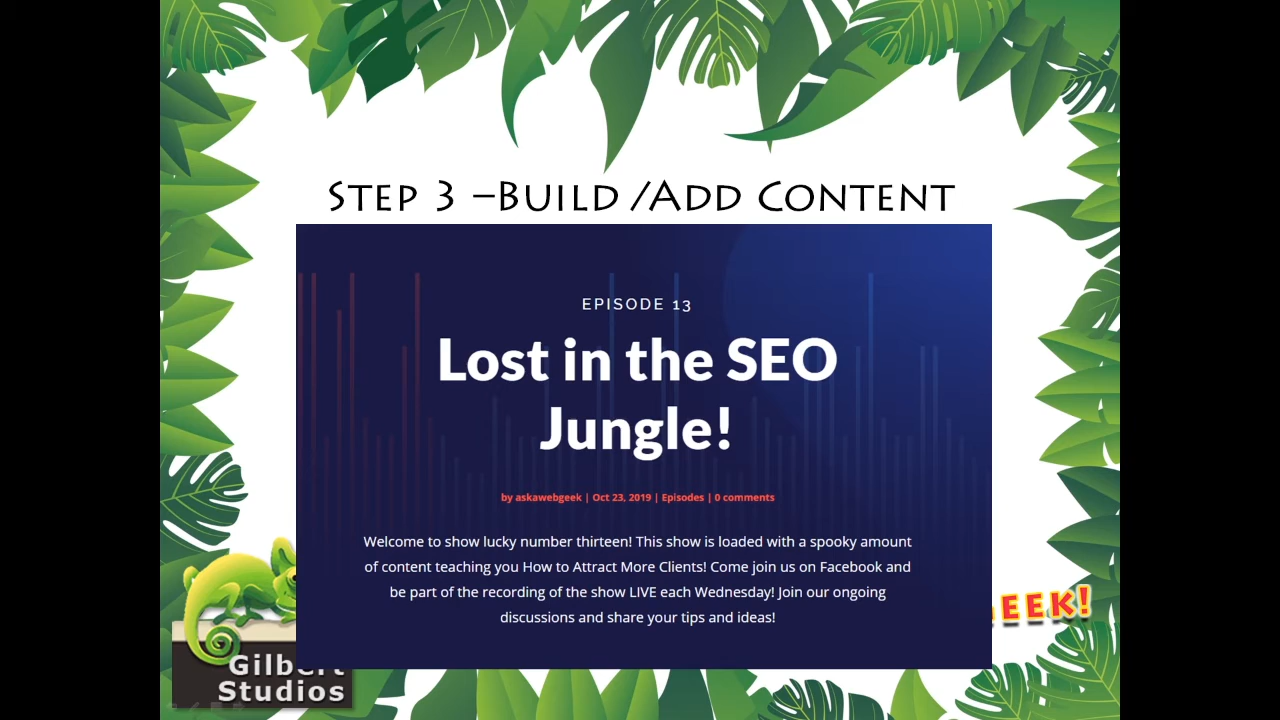 Step 3 –Build /Add Content
EPISODE 13
Lost in the SEO
Jungle!
by askawebgeek | Oct 23, 2019 | Episodes | 0 comments
Welcome to show lucky number thirteen! This show is loaded with a spooky amount
of content teaching you How to Attract More Clients! Come join us on Facebook and
be part of the recording of the show LIVE each Wednesday! Join our ongoing
discussions and share your tips and ideas!
EEK!
Gilbert
Studios